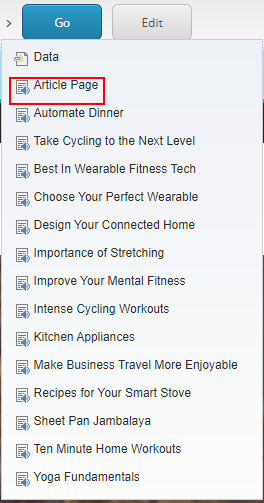 > Go Edit
Data
Article Page
Automate Dinner
Take Cycling to the Next Level
Best In Wearable Fitness Tech
Choose Your Perfect Wearable
Design Your Connected Home
Importance of Stretching
Improve Your Mental Fitness
Intense Cycling Workouts
Kitchen Appliances
Make Business Travel More Enjoyable
Recipes for Your Smart Stove
Sheet Pan Jambalaya
Ten Minute Home Workouts
Yoga Fundamentals